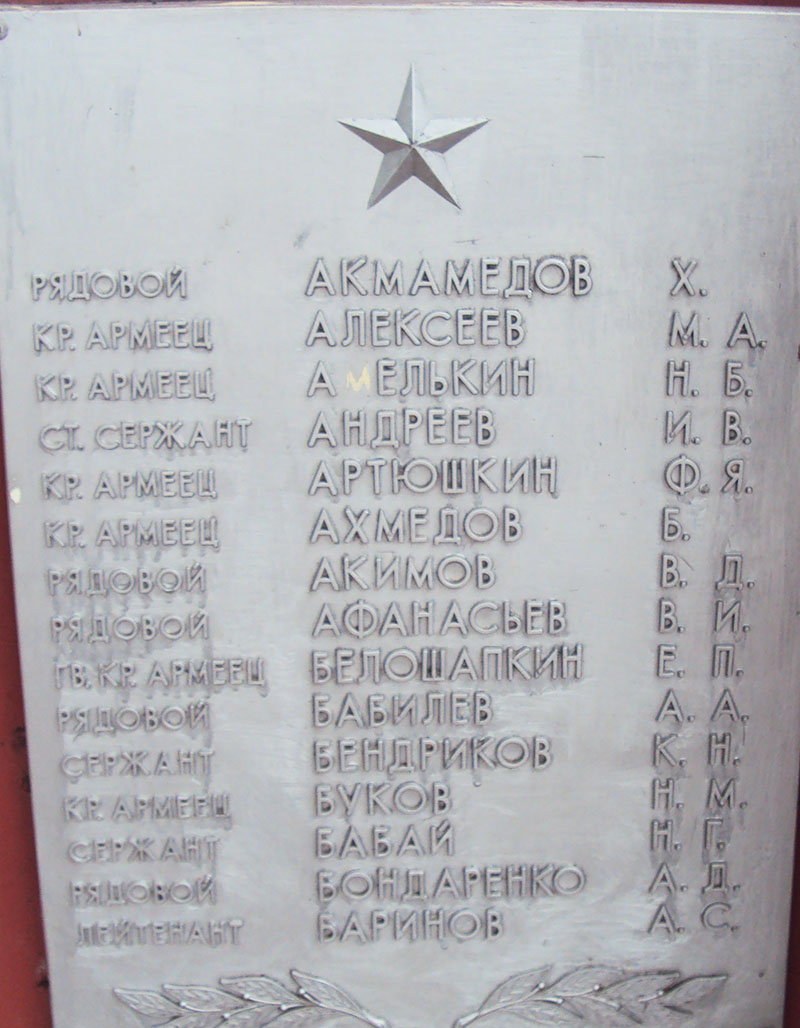 РЯДОВОЙ АКМАМЕДОВ Х.
КР. АРМЕЕЦ АЛЕКСЕЕВ М. А.
КР. АРМЕЕЦ АМЕЛЬКИН Н. Б.
СТ. СЕРЖАНТ АНДРЕЕВ И. В.
КР. АРМЕЕЦ АРТЮШКИН Ф. Я.
КР. АРМЕЕЦ АХМЕДОВ Б.
РЯДОВОЙ АКИМОВ В. Д.
РЯДОВОЙ АФАНАСЬЕВ В. И.
ГВ. КР. АРМЕЕЦ БЕЛОШАПКИН Е. П.
РЯДОВОЙ БАБИЛЕВ А. А.
СЕРЖАНТ БЕНДРИКОВ К. Н.
КР. АРМЕЕЦ БУКОВ Н. М.
СЕРЖАНТ БАБАЙ Н. Г.
РЯДОВОЙ БОНДАРЕНКО А. Д.
ЛЕЙТЕНАНТ БАРИНОВ А. С.